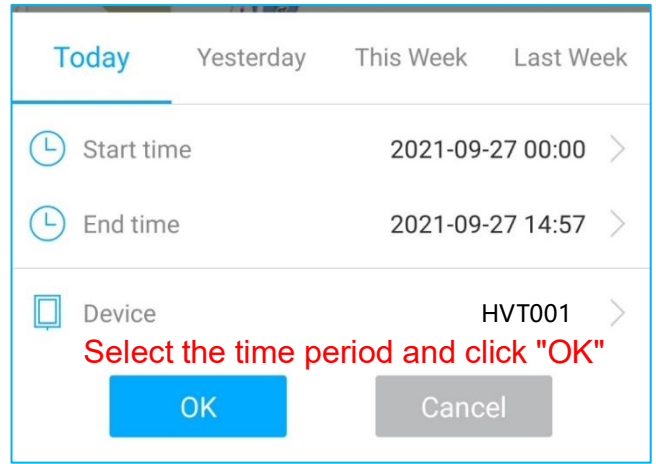 Today Yesterday This Week Last Week
Start time 2021-09-27 00:00
End time 2021-09-27 14:57
Device HVT001
Select the time period and click "OK"
OK Cancel